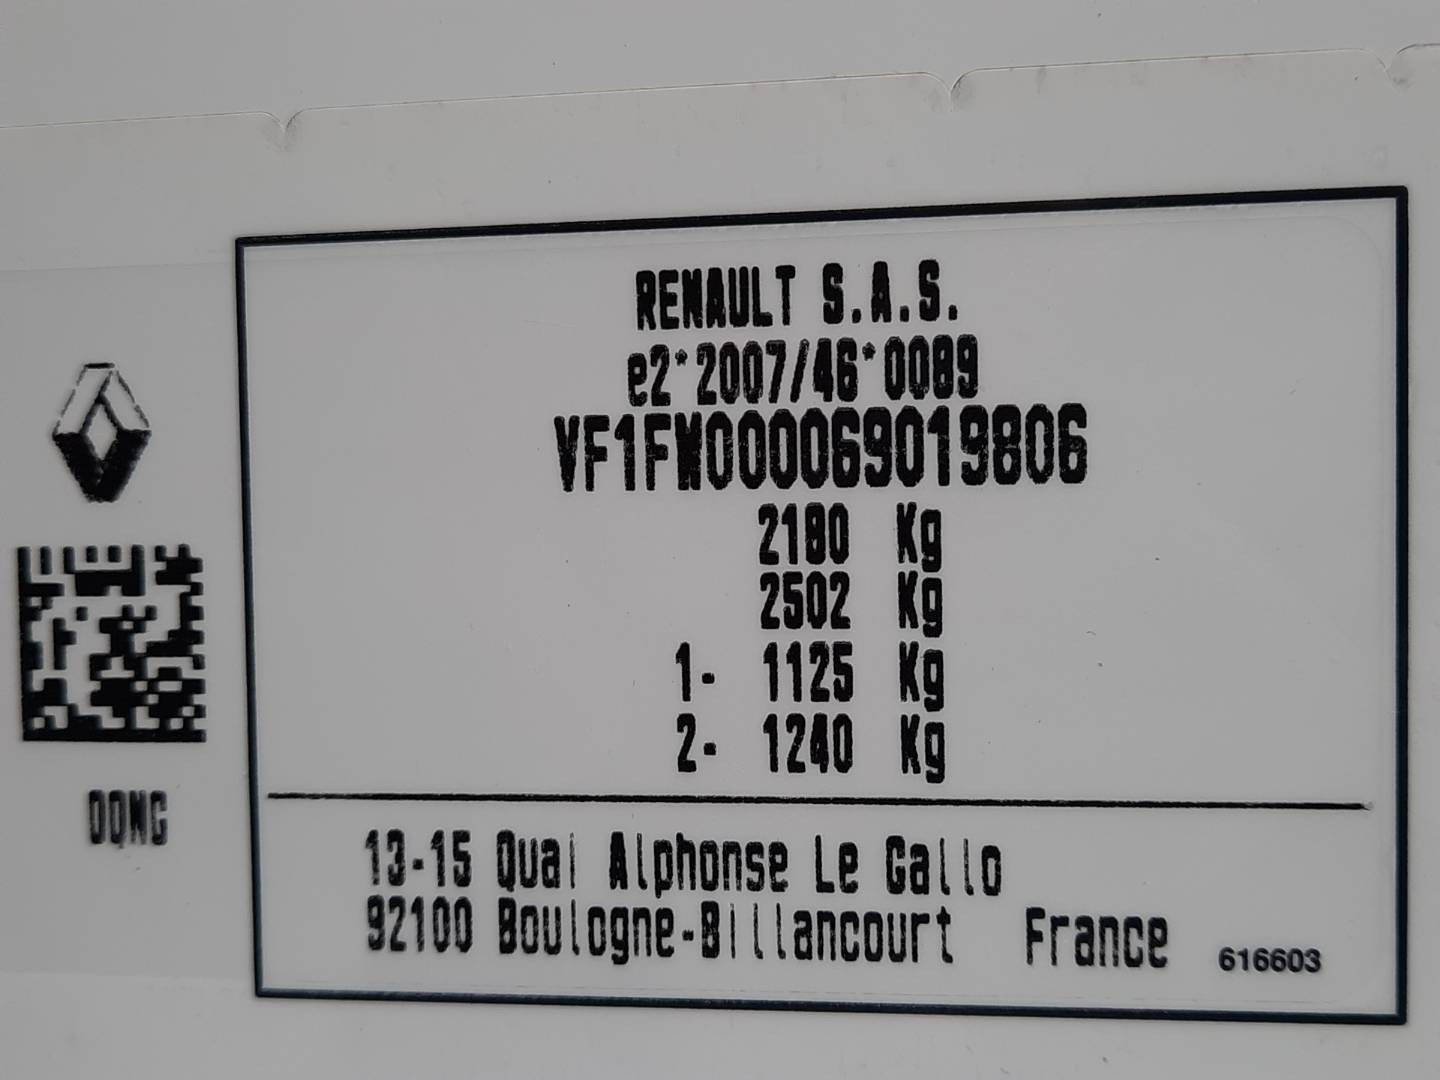 RENAULT S.A.S.
e2*2007/46*0089
VF1FW000069019806
2180 Kg
2502 Kg
1- 1125 Kg
2- 1240 Kg
13-15 Quai Alphonse Le Gallo
92100 Boulogne-Billancourt France
616603